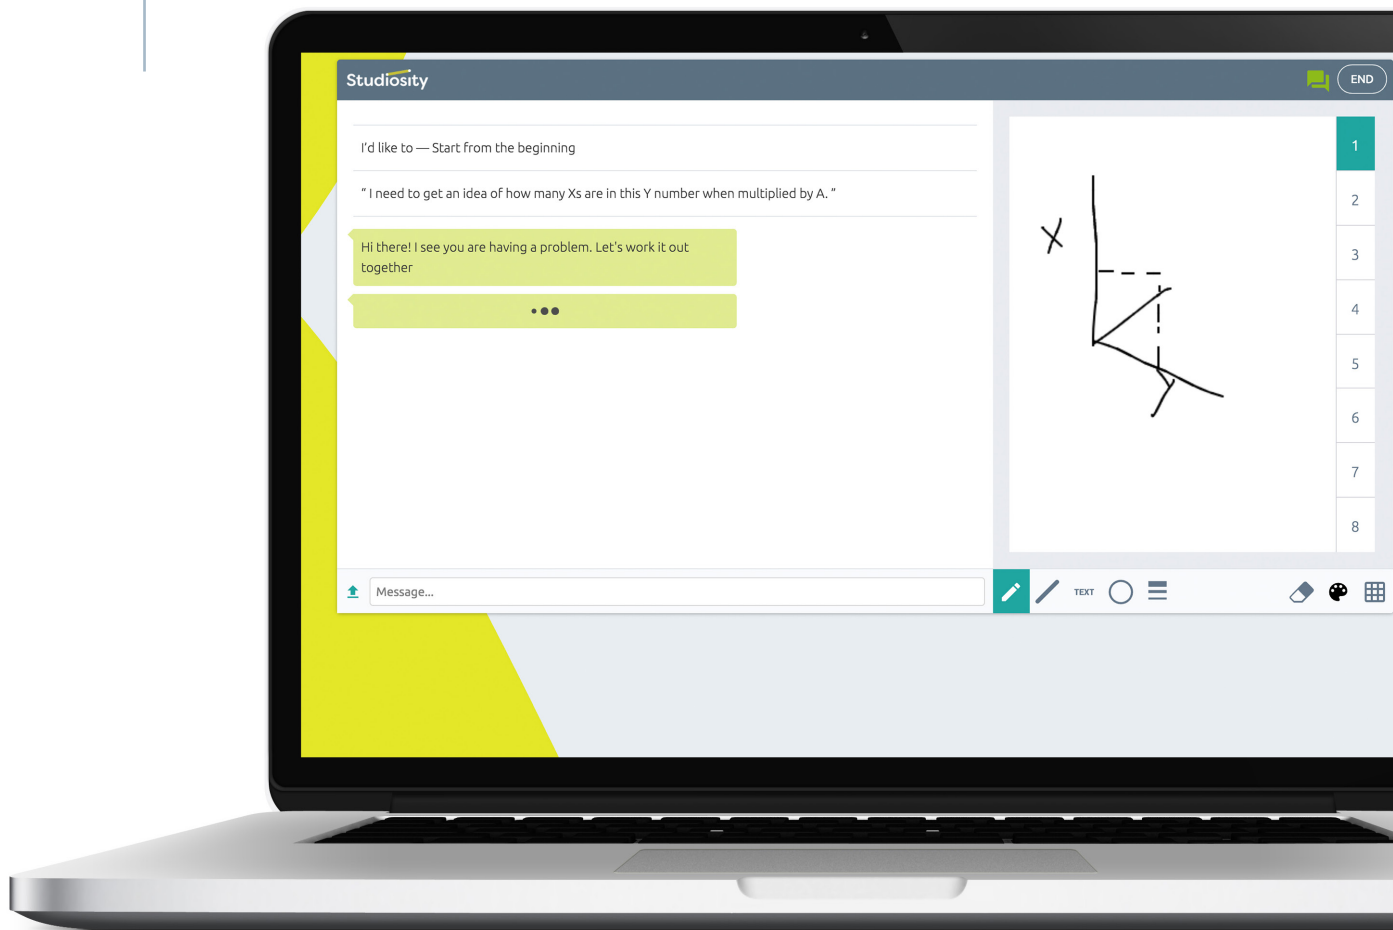 Studiosity
END
I'd like to — Start from the beginning
“ I need to get an idea of how many Xs are in this Y number when multiplied by A. ”
Hi there! I see you are having a problem. Let's work it out
together
Message...
X
y
1
2
3
4
5
6
7
8
TEXT